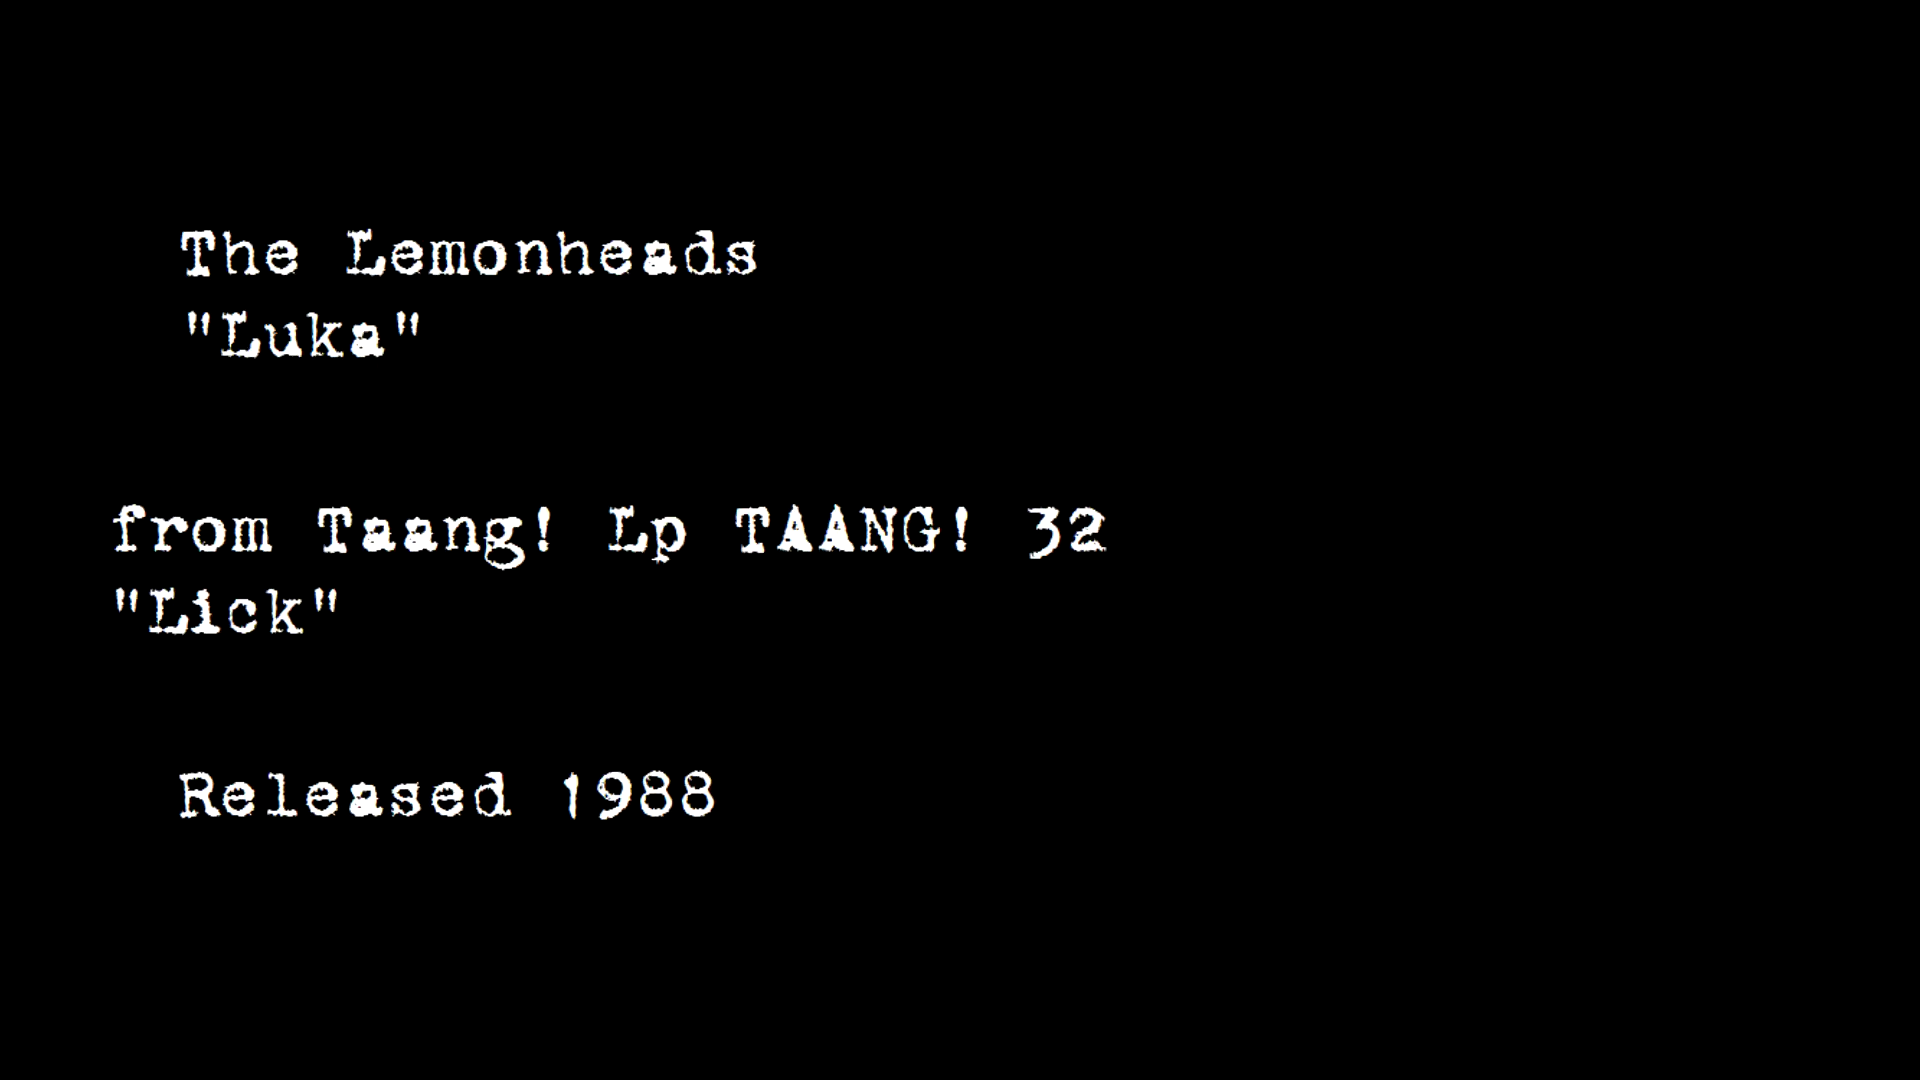 The Lemonheads
"Luka"
from Taang! Lp TAANG! 32
"Lick"
Released 1988